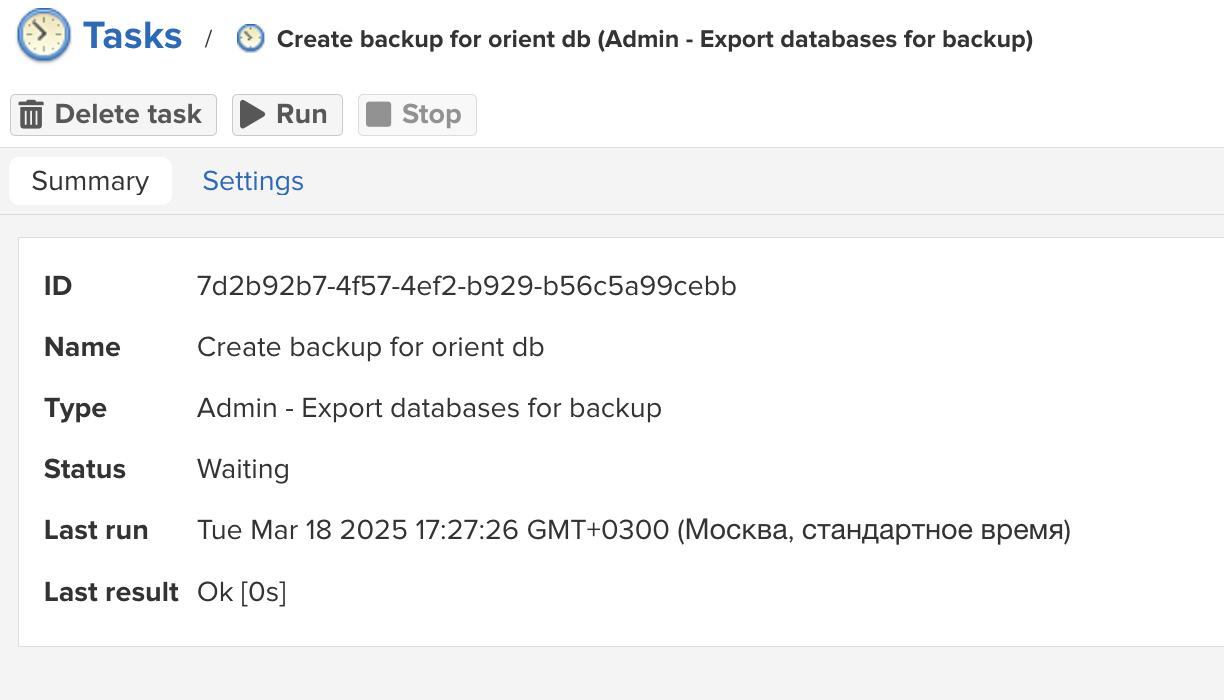 Tasks / Create backup for orient db (Admin - Export databases for backup)
Delete task Run Stop
Summary Settings
ID 7d2b92b7-4f57-4ef2-b929-b56c5a99cebb
Name Create backup for orient db
Type Admin - Export databases for backup
Status Waiting
Last run Tue Mar 18 2025 17:27:26 GMT+0300 (Москва, стандартное время)
Last result Ok [0s]